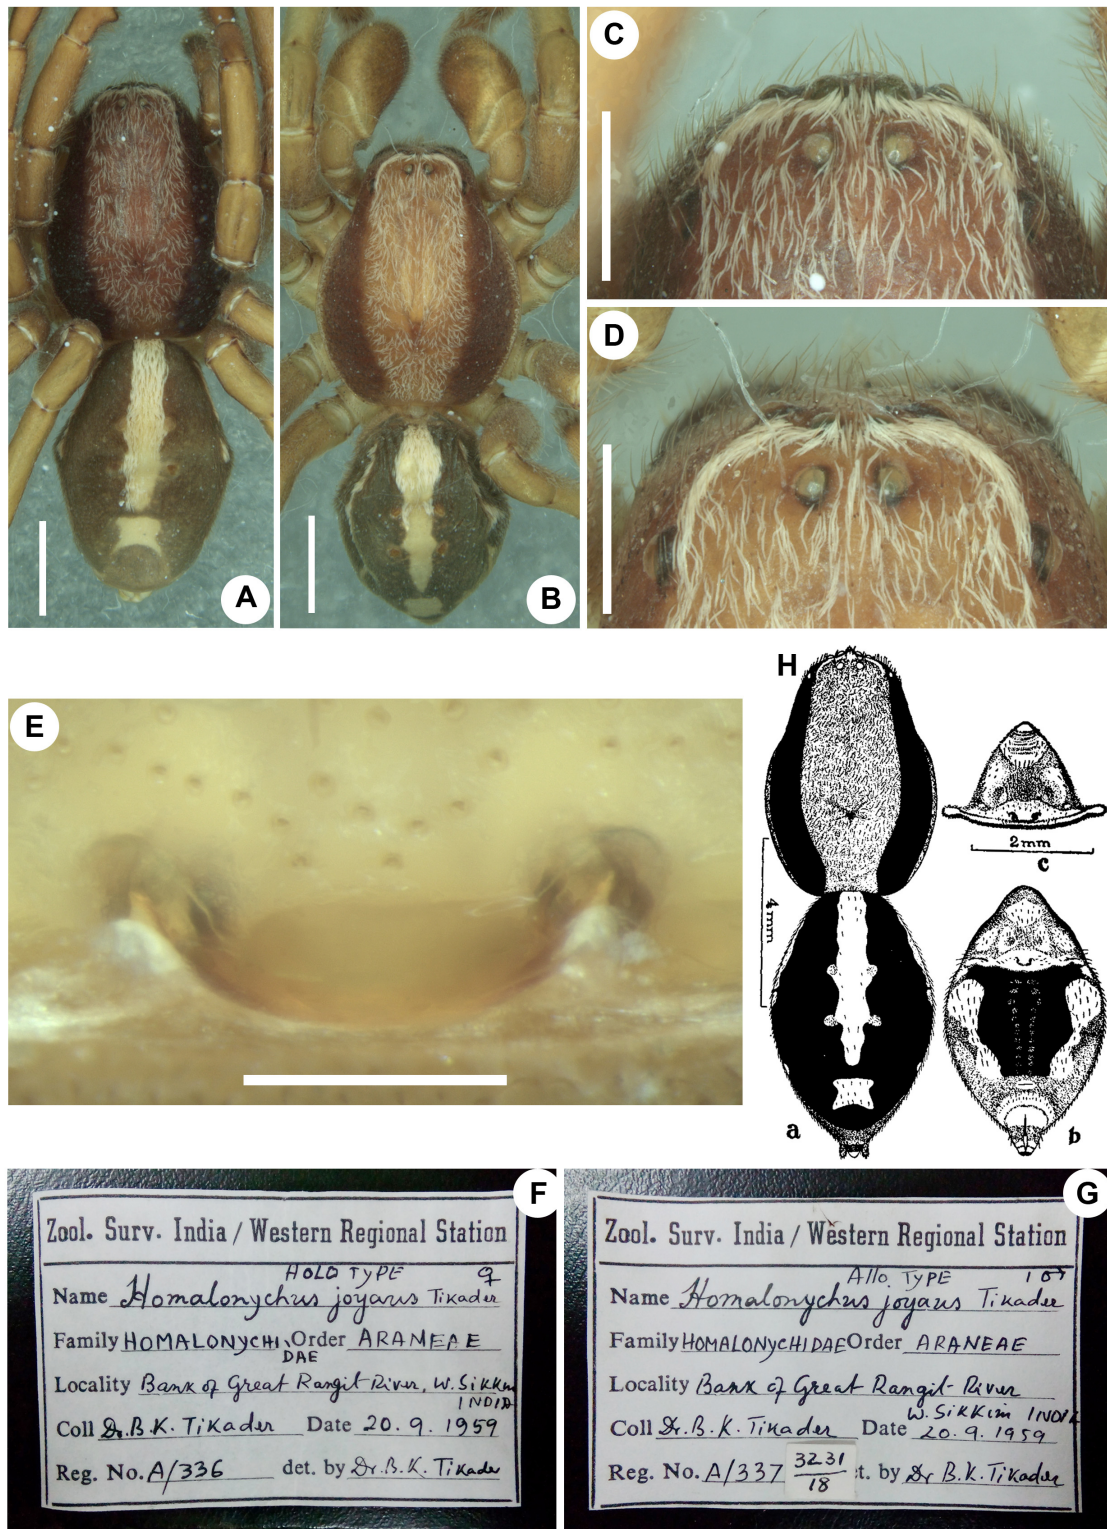 A
B
C
D
E
H
4mm
2mm
c
a
b
F
Zool. Surv. India / Western Regional Station
HOLO TYPE ♀
Name Homalonychus joyaus Tikader
Family HOMALONYCHIDAE Order ARANEAE
Locality Bank of Great Rangit River, W. Sikkim
INDIA
Coll Dr. B. K. Tikader Date 20.9.1959
Reg. No. A/336 det. by Dr. B.K. Tikader
G
Zool. Surv. India / Western Regional Station
Allo. TYPE 1 ♂
Name Homalonychus joyaus Tikader
Family HOMALONYCHIDAE Order ARANEAE
Locality Bank of Great Rangit River
W. Sikkim INDIA
Coll Dr. B. K. Tikader Date 20.9.1959
Reg. No. A/337 3231/18 t. by Dr B.K. Tikader